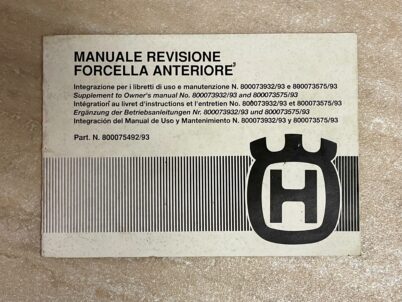 MANUALE REVISIONE
FORCELLA ANTERIORE
Integrazione per i libretti di uso e manutenzione N. 800073932/93 e 800073575/93
Supplement to Owner's manual No. 800073932/93 and 800073575/93
Intégration au livret d'instructions et l'entretien No. 800073932/93 et 800073575/93
Ergänzung der Betriebsanleitungen Nr. 800073932/93 und 800073575/93
Integración del Manual de Uso y Mantenimiento N. 800073932/93 y 800073575/93
Part. N. 800075492/93
H